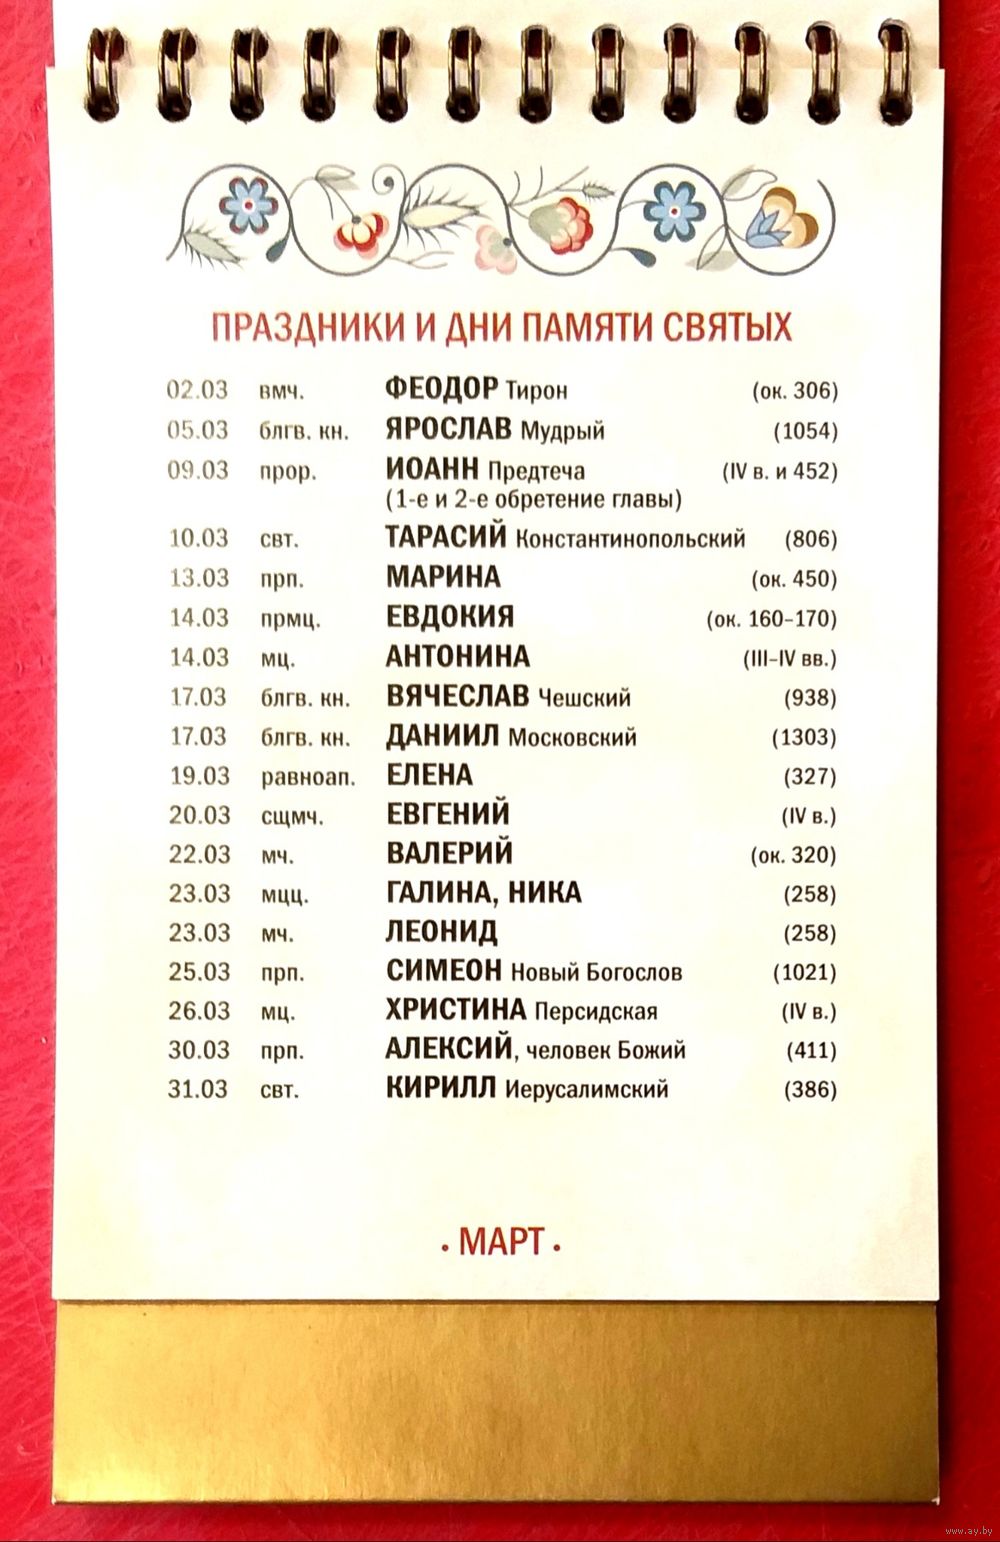 ПРАЗДНИКИ И ДНИ ПАМЯТИ СВЯТЫХ
02.03 вмч. ФЕОДОР Тирон (ок. 306)
05.03 блгв. кн. ЯРОСЛАВ Мудрый (1054)
09.03 прор. ИОАНН Предтеча (IV в. и 452)
(1-е и 2-е обретение главы)
10.03 свт. ТАРАСИЙ Константинопольский (806)
13.03 прп. МАРИНА (ок. 450)
14.03 прмц. ЕВДОКИЯ (ок. 160–170)
14.03 мц. АНТОНИНА (III–IV вв.)
17.03 блгв. кн. ВЯЧЕСЛАВ Чешский (938)
17.03 блгв. кн. ДАНИИЛ Московский (1303)
19.03 равноап. ЕЛЕНА (327)
20.03 сщмч. ЕВГЕНИЙ (IV в.)
22.03 мч. ВАЛЕРИЙ (ок. 320)
23.03 мцц. ГАЛИНА, НИКА (258)
23.03 мч. ЛЕОНИД (258)
25.03 прп. СИМЕОН Новый Богослов (1021)
26.03 мц. ХРИСТИНА Персидская (IV в.)
30.03 прп. АЛЕКСИЙ, человек Божий (411)
31.03 свт. КИРИЛЛ Иерусалимский (386)
• МАРТ •
www.ay.by